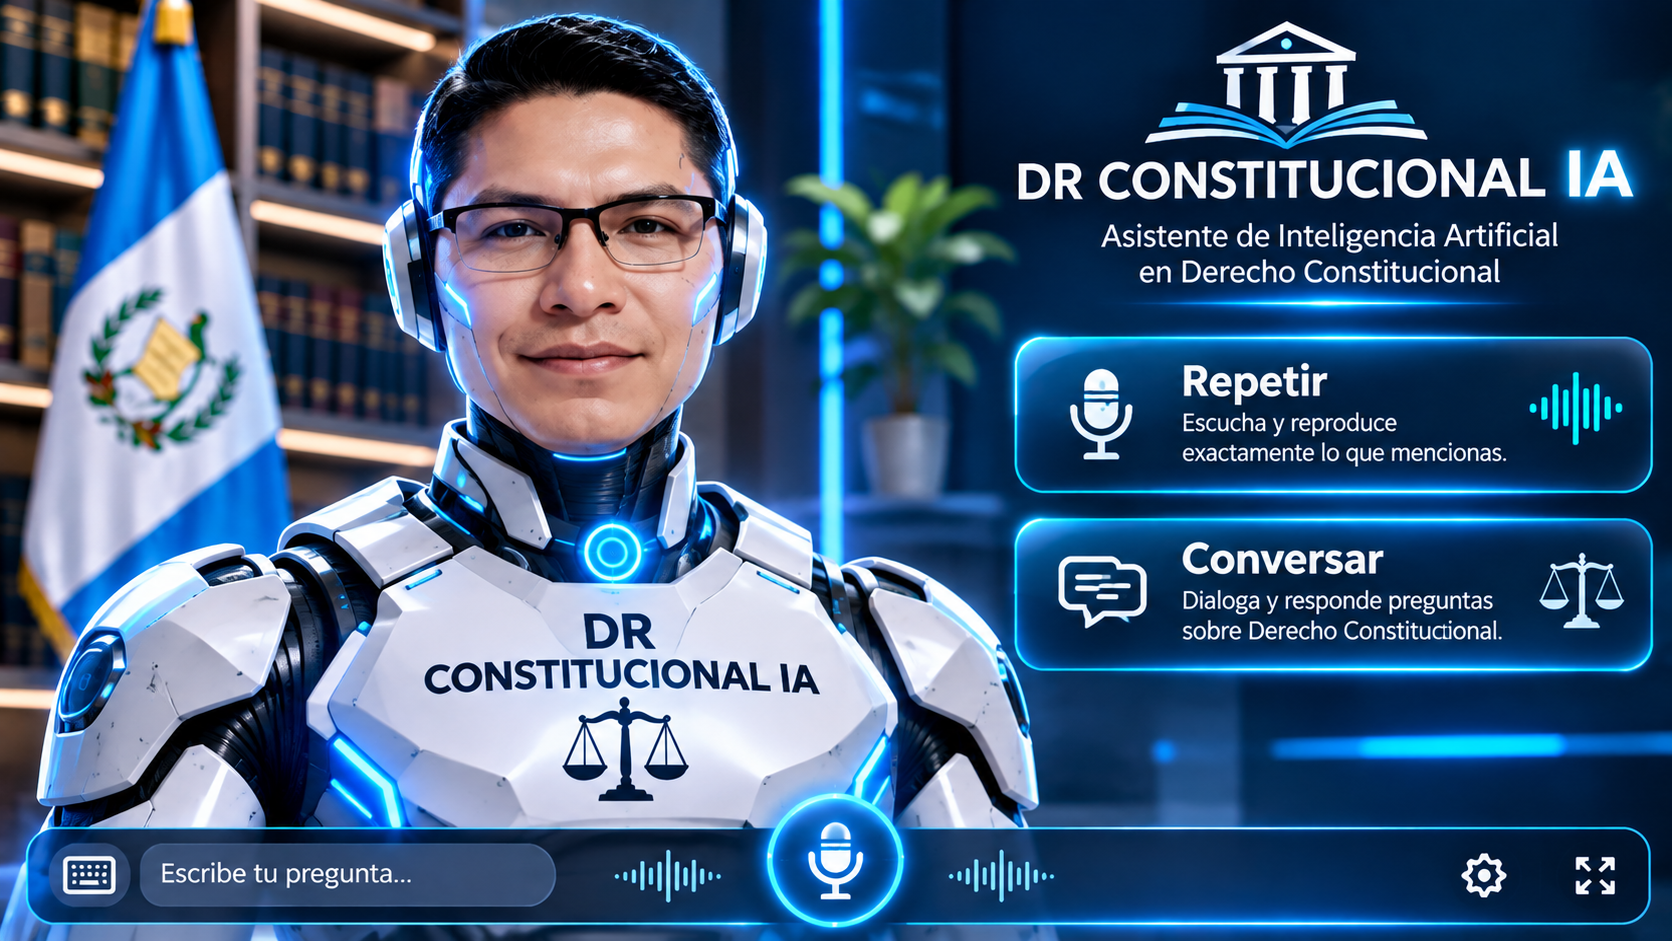 DR CONSTITUCIONAL IA
Asistente de Inteligencia Artificial
en Derecho Constitucional
Repetir
Escucha y reproduce
exactamente lo que mencionas.
Conversar
Dialoga y responde preguntas
sobre Derecho Constitucional.
DR
CONSTITUCIONAL IA
Escribe tu pregunta...